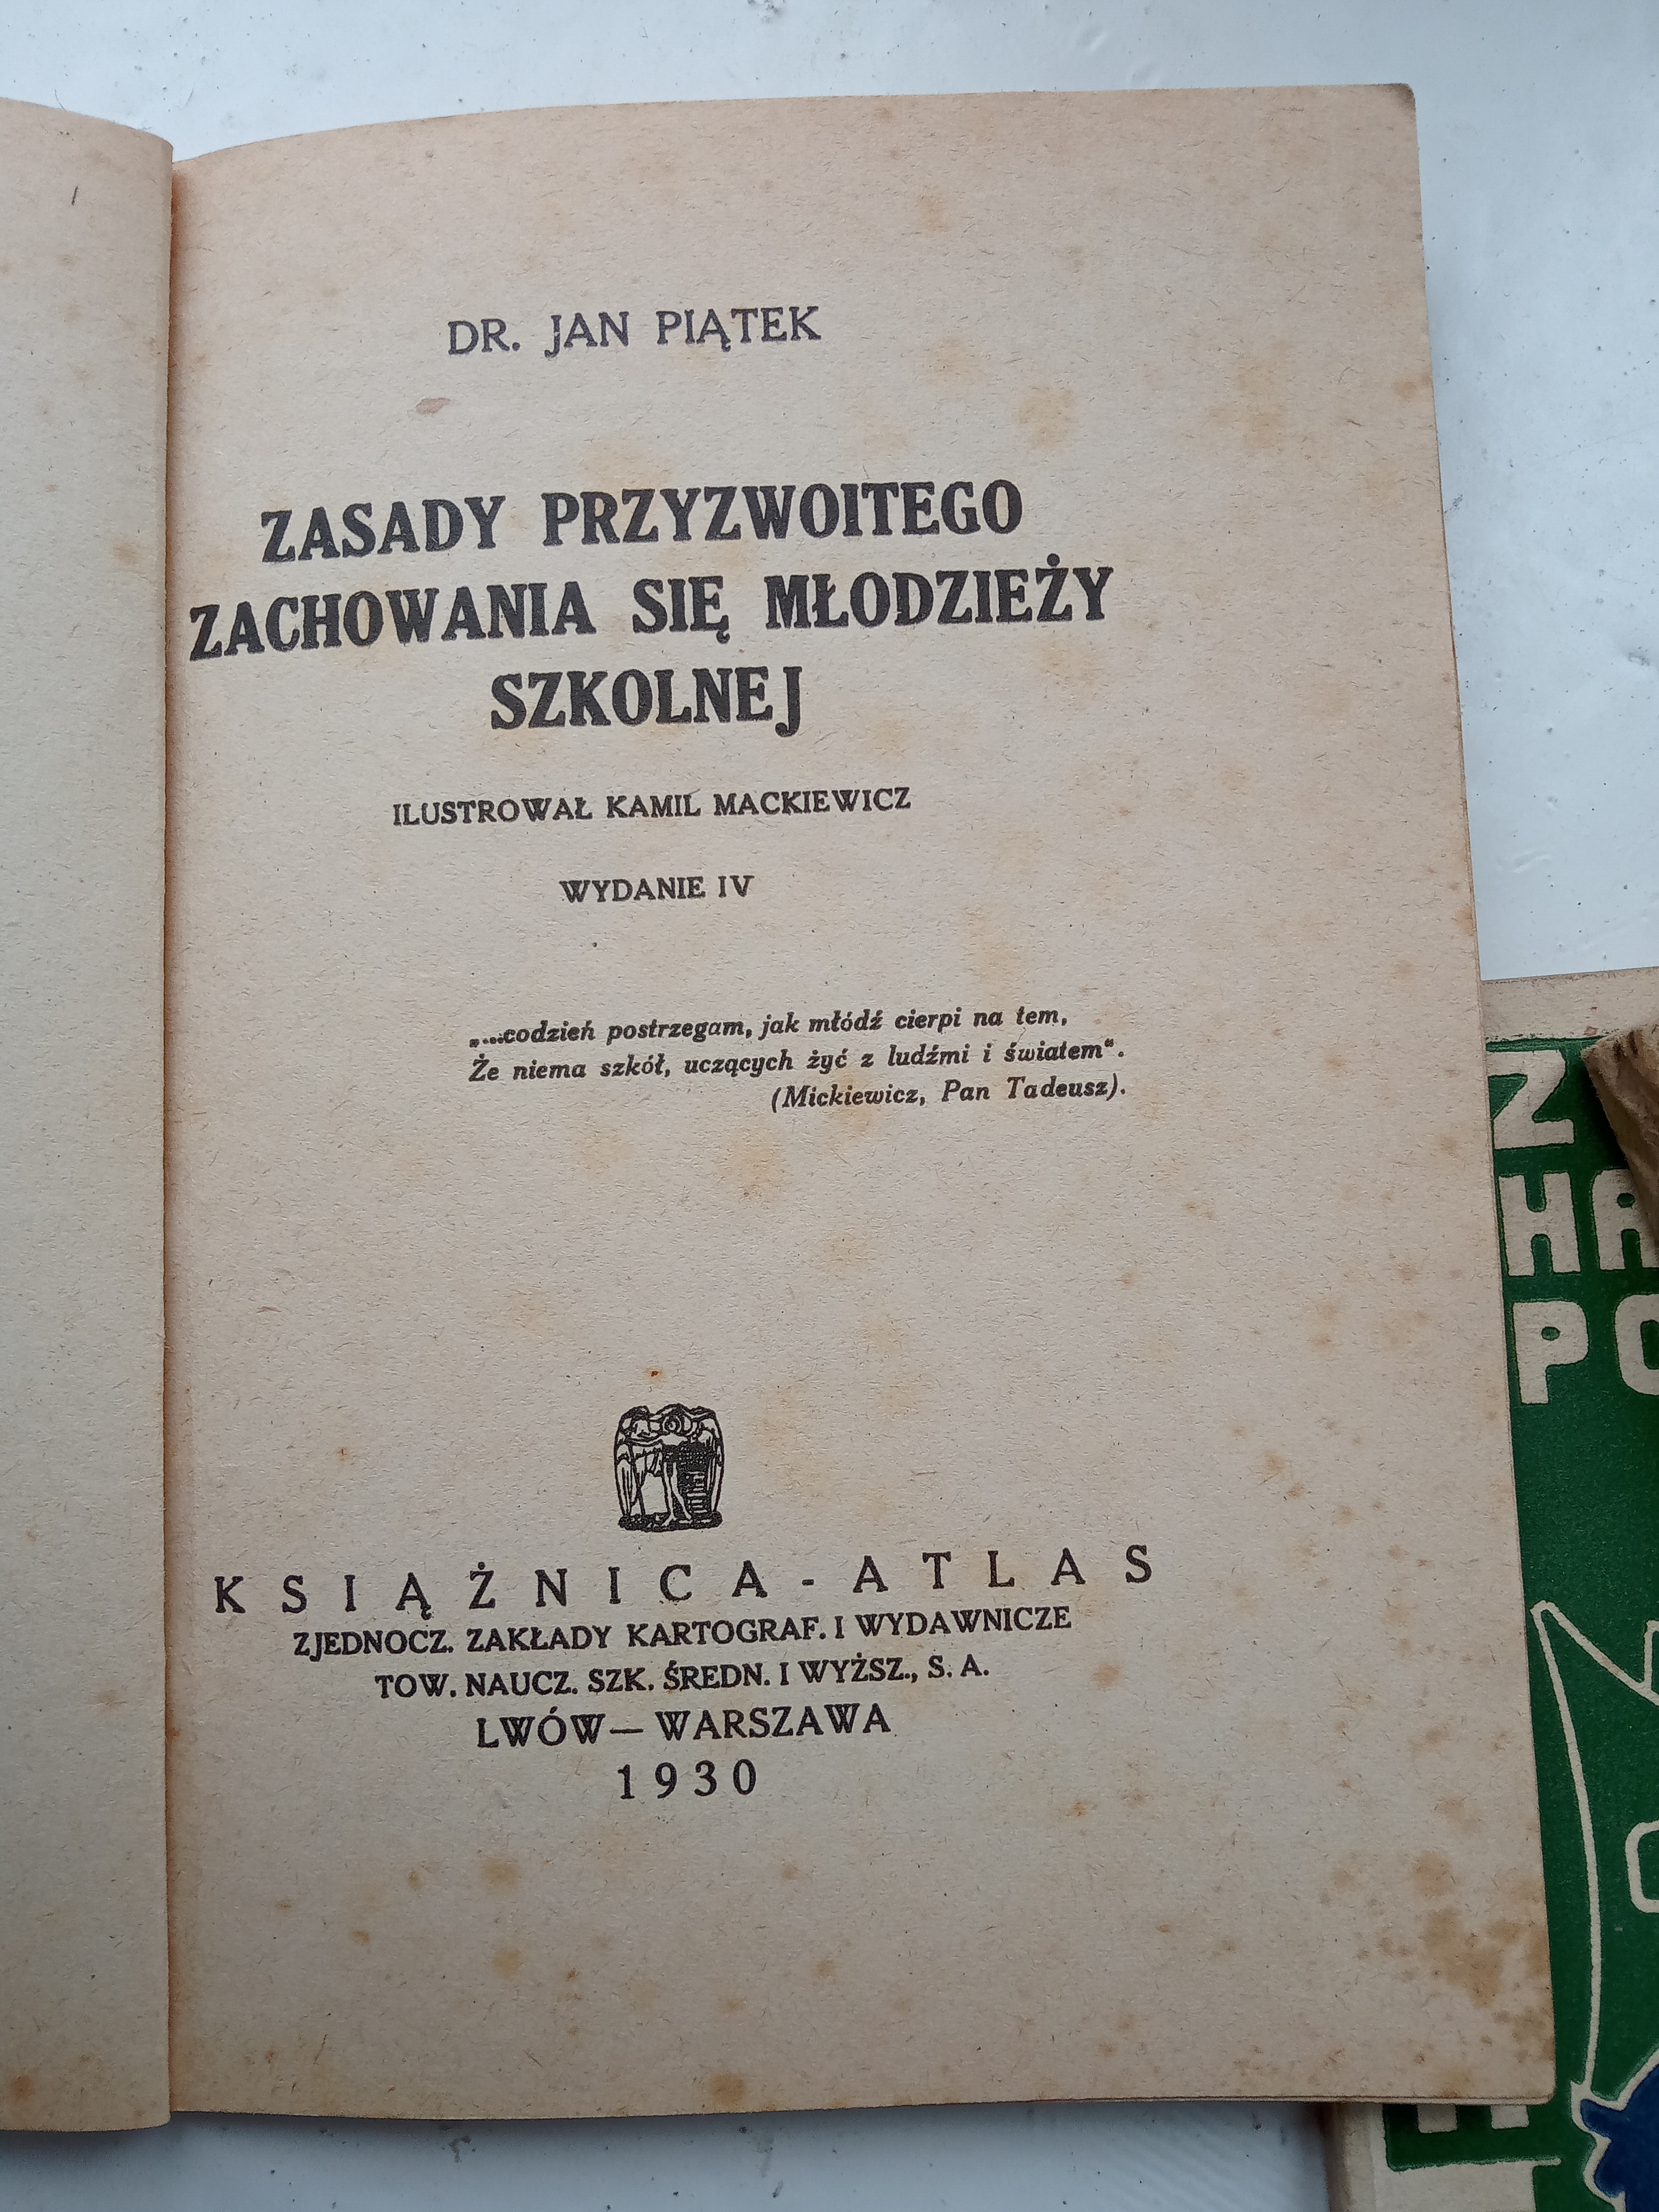 DR. JAN PIĄTEK
ZASADY PRZYZWOITEGO
ZACHOWANIA SIĘ MŁODZIEŻY
SZKOLNEJ
ILUSTROWAŁ KAMIL MACKIEWICZ
WYDANIE IV
„...codzień postrzegam, jak młódź cierpi na tem,
Że niema szkół, uczących żyć z ludźmi i światem“.
(Mickiewicz, Pan Tadeusz).
KSIĄŻNICA-ATLAS
ZJEDNOCZ. ZAKŁADY KARTOGRAF. I WYDAWNICZE
TOW. NAUCZ. SZK. ŚREDN. I WYŻSZ., S. A.
LWÓW — WARSZAWA
1930
Z
HA
PO